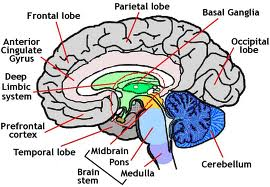 Parietal lobe
Frontal lobe
Basal Ganglia
Anterior
Cingulate
Gyrus
Occipital
lobe
Deep
Limbic
system
Prefrontal
cortex
Temporal lobe
Midbrain
Pons
Medulla
Brain
stem
Cerebellum